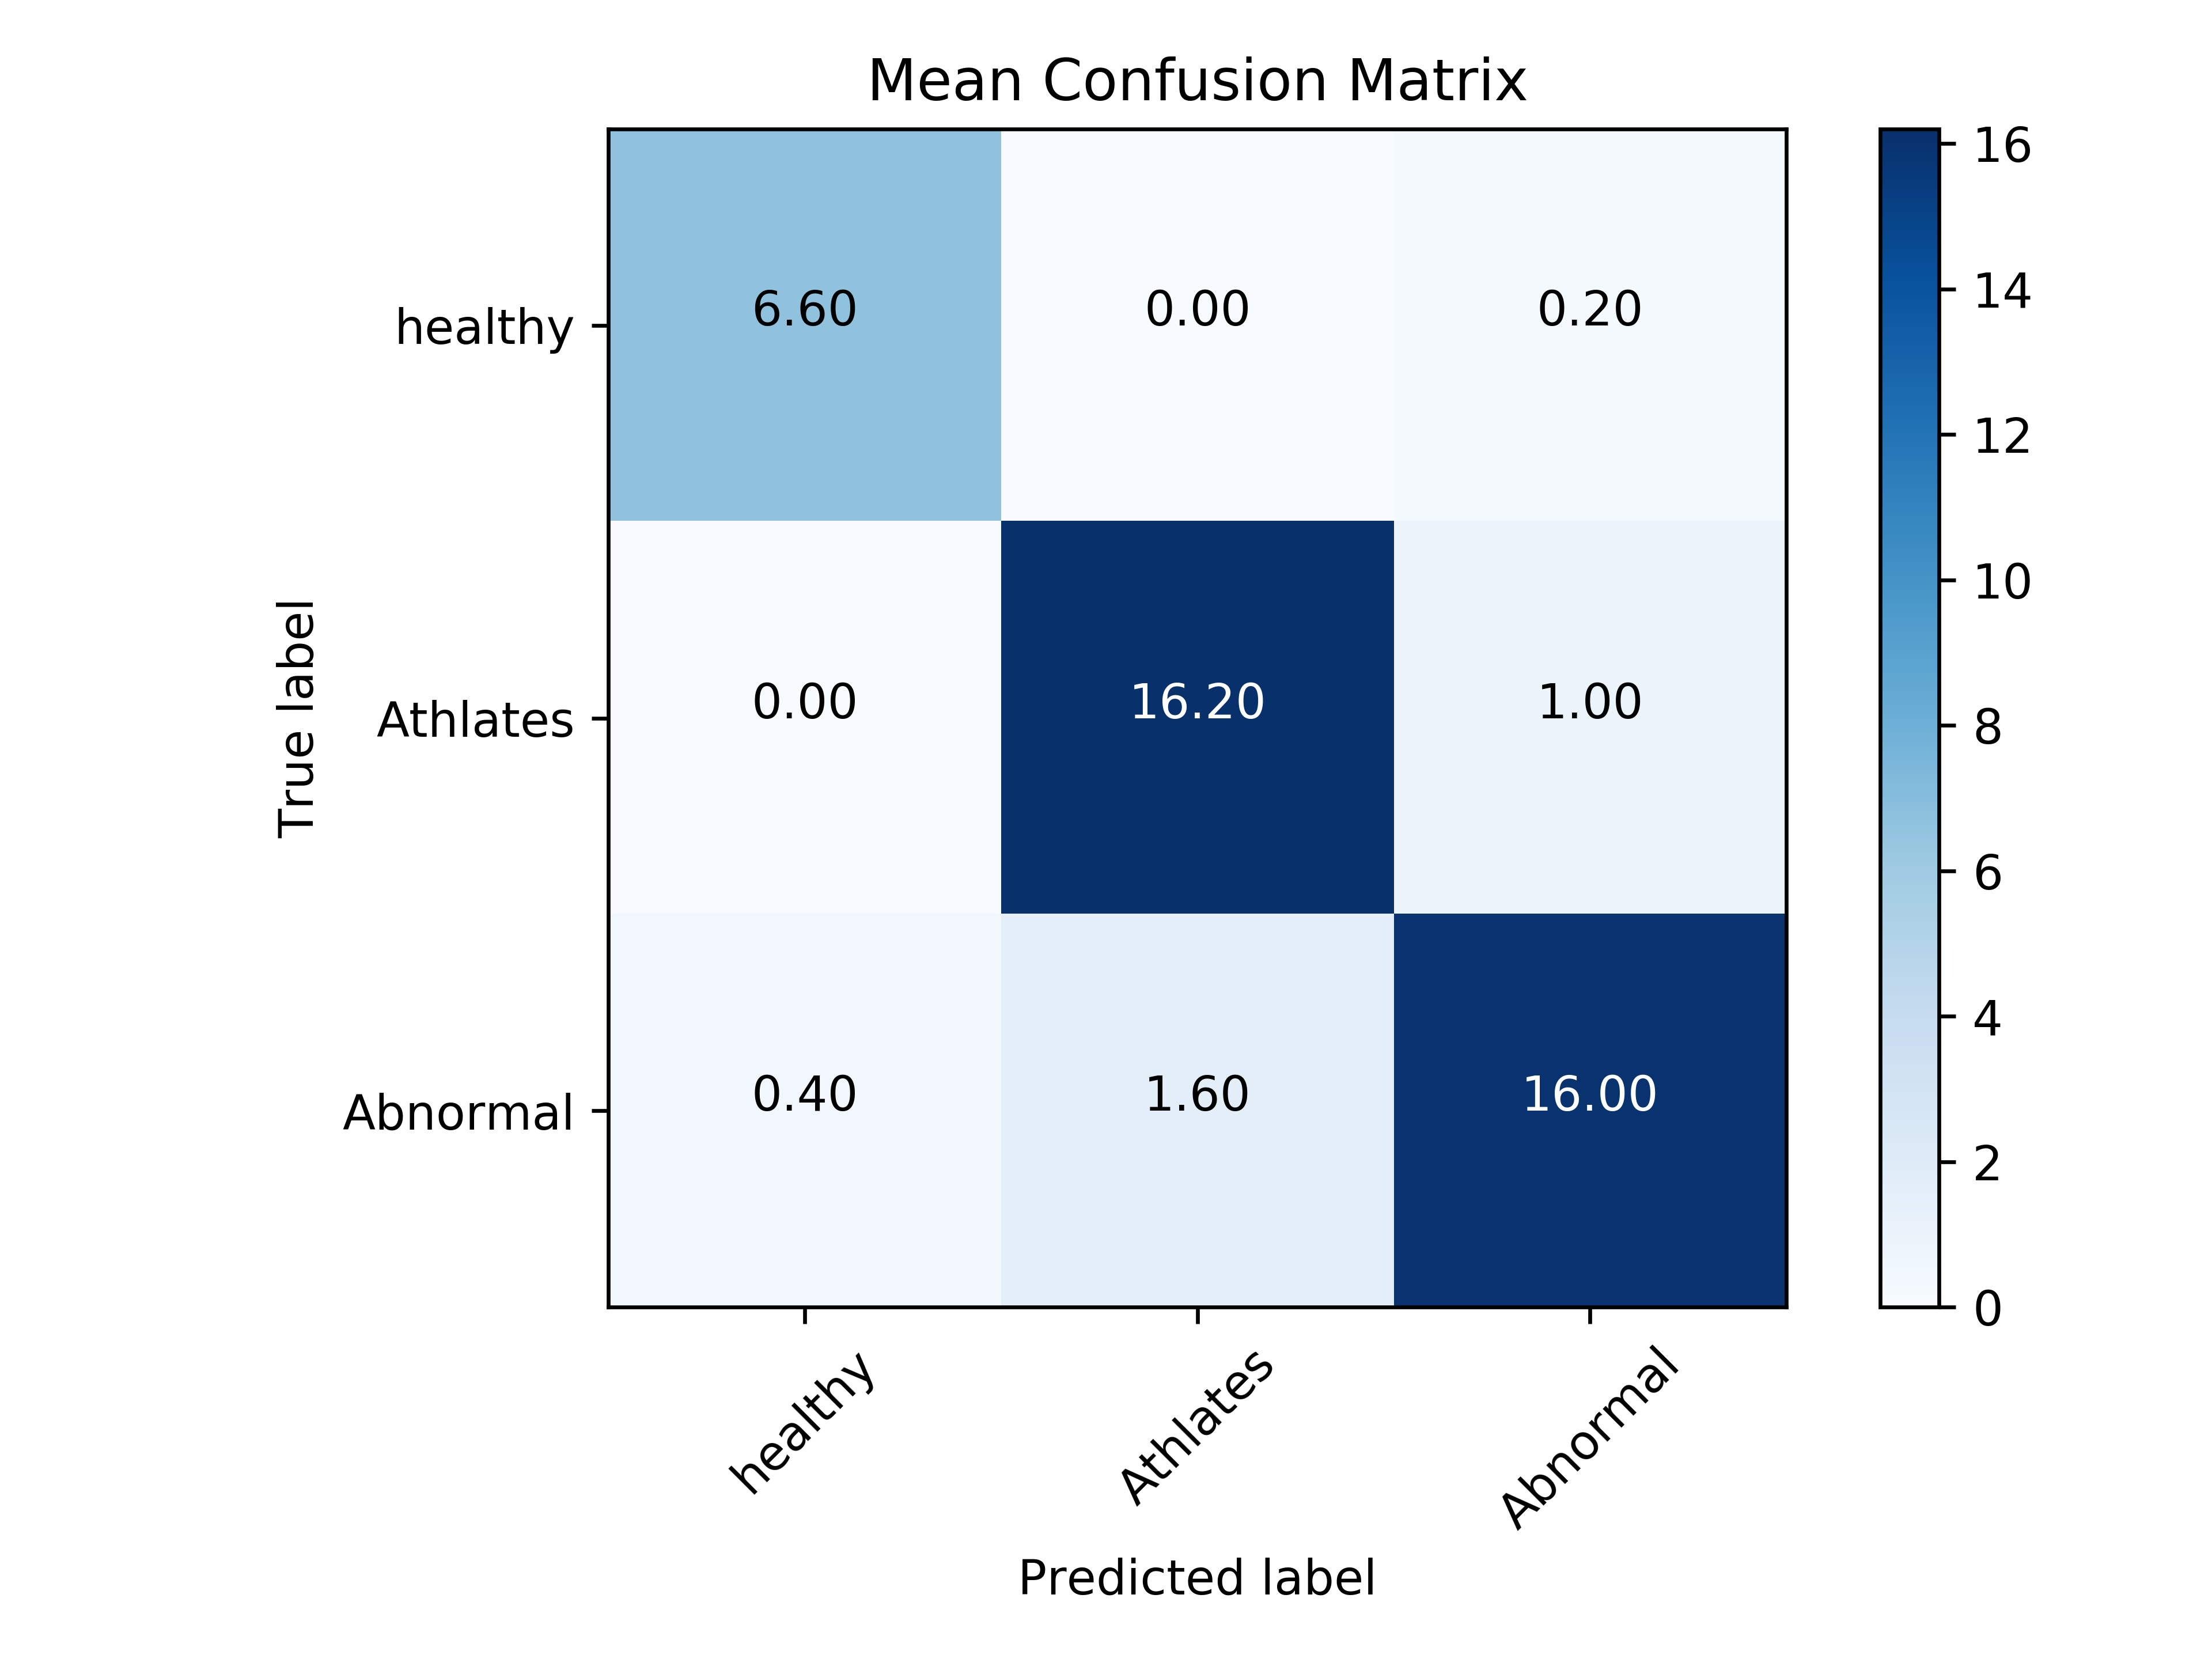 Mean Confusion Matrix
True label
healthy
6.60
0.00
0.20
Athlates
0.00
16.20
1.00
Abnormal
0.40
1.60
16.00
healthy
Athlates
Abnormal
Predicted label
16
14
12
10
8
6
4
2
0